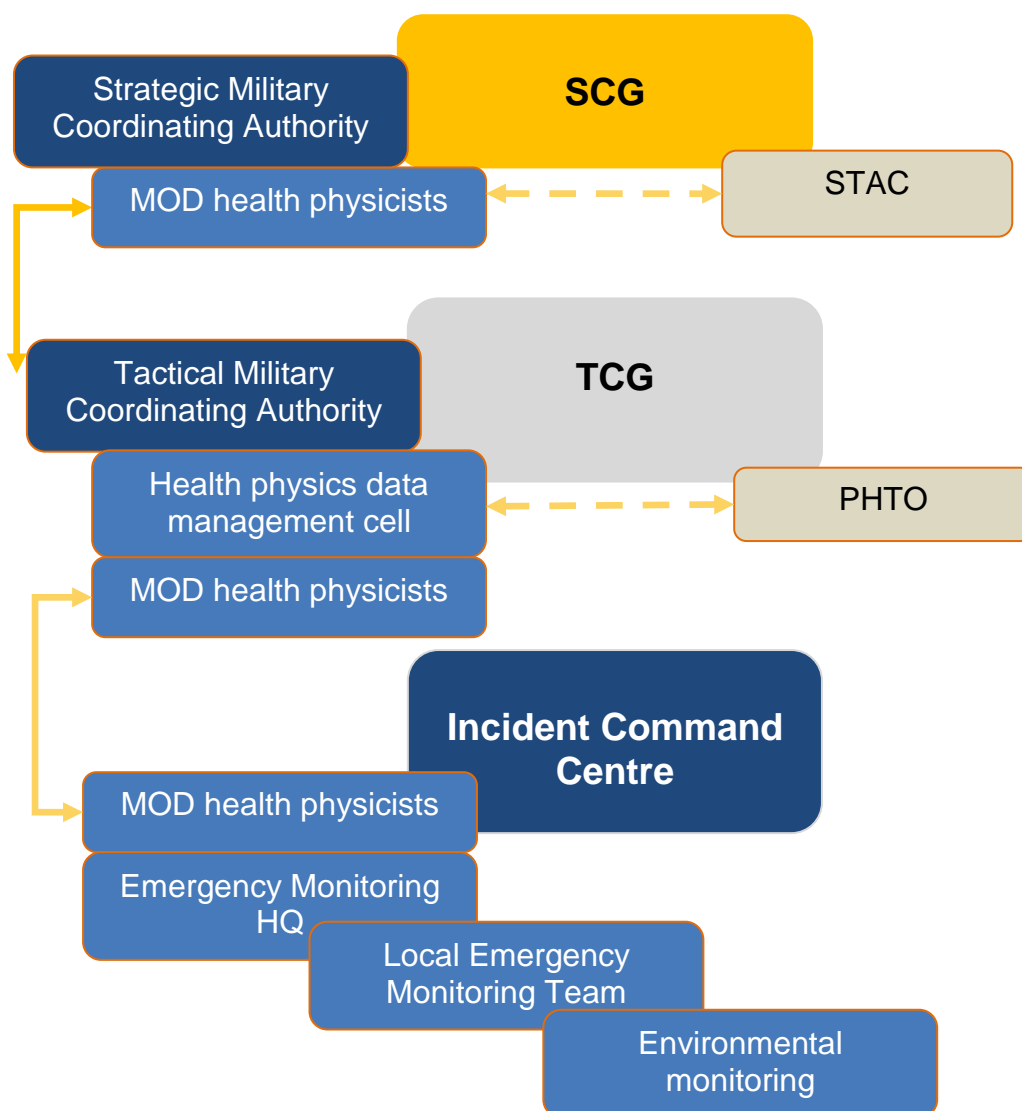 Strategic Military
Coordinating Authority
SCG
MOD health physicists
STAC
Tactical Military
Coordinating Authority
TCG
Health physics data
management cell
PHTO
MOD health physicists
Incident Command
Centre
MOD health physicists
Emergency Monitoring
HQ
Local Emergency
Monitoring Team
Environmental
monitoring